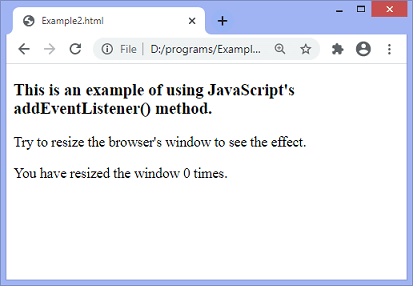 Example2.html
File | D:/programs/Exampl...
This is an example of using JavaScript's
addEventListener() method.
Try to resize the browser's window to see the effect.
You have resized the window 0 times.